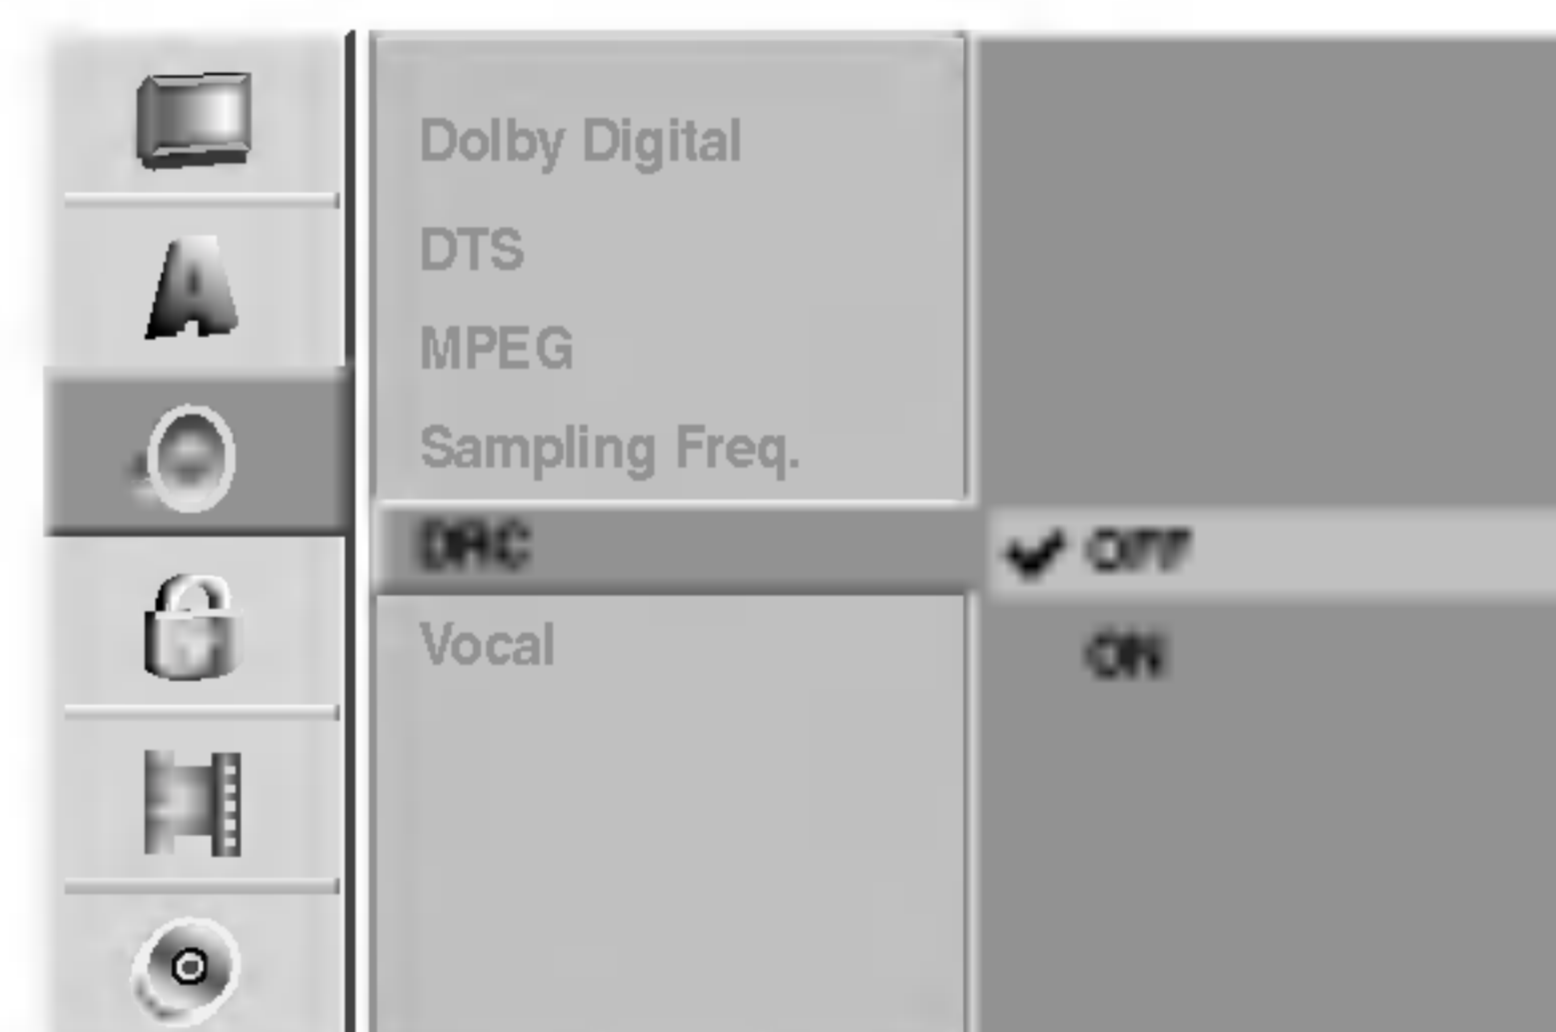 Dolby Digital
DTS
MPEG
Sampling Freq.
DRC
OFF
ON
Vocal